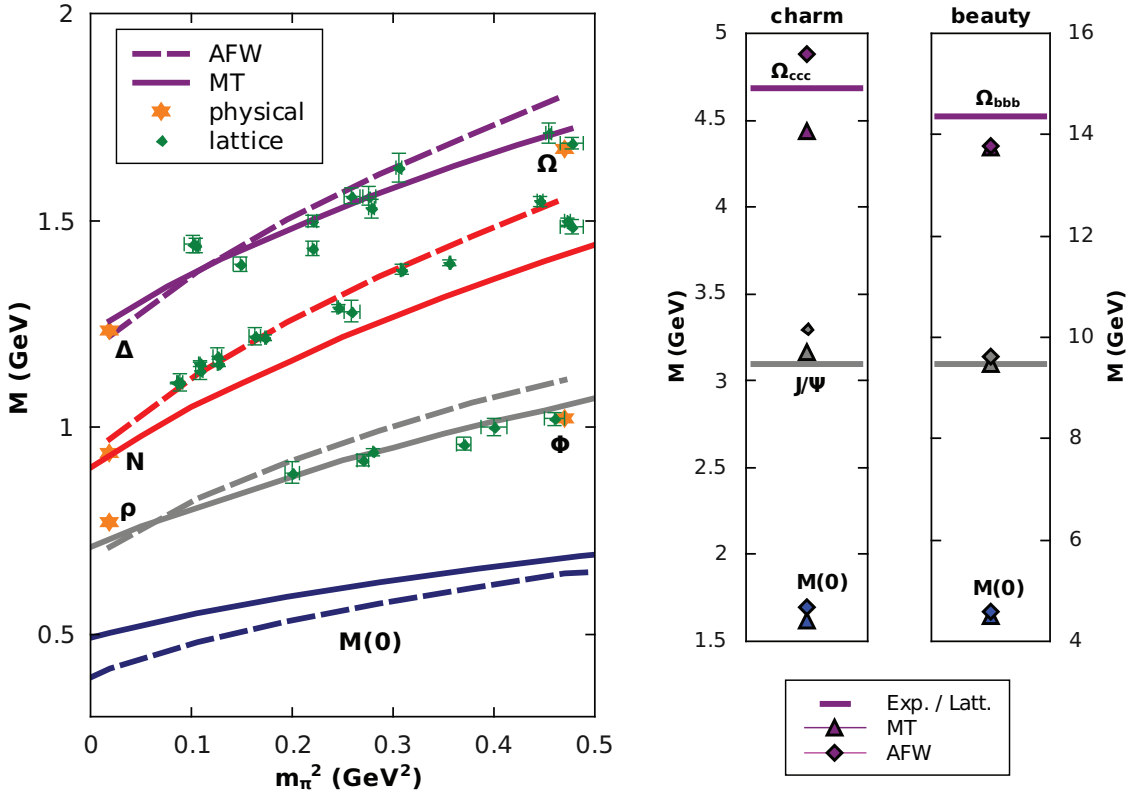 2
1.5
1
0.5
M (GeV)
AFW
MT
physical
lattice
Δ
N
ρ
Ω
Φ
M(0)
0
0.1
0.2
0.3
0.4
0.5
mπ² (GeV²)
charm
5
4.5
4
3.5
3
2.5
2
1.5
M (GeV)
Ωccc
J/Ψ
M(0)
beauty
Ωbbb
M(0)
16
14
12
10
8
6
4
M (GeV)
Exp. / Latt.
MT
AFW